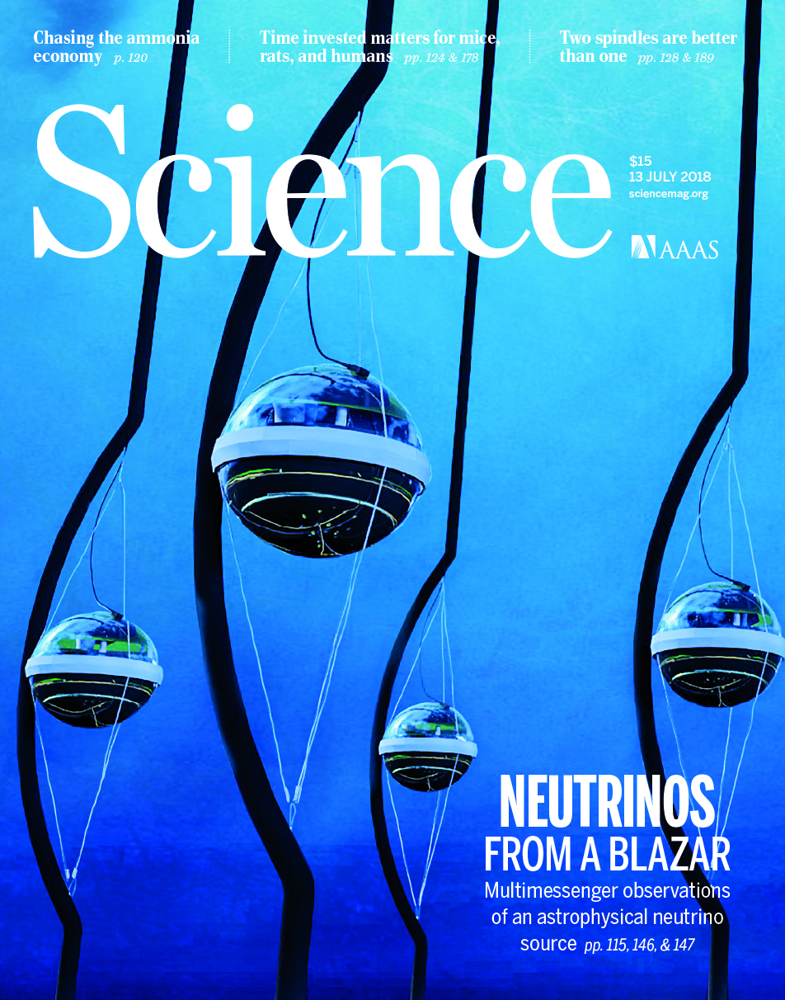 Chasing the ammonia
economy p. 120
Time invested matters for mice,
rats, and humans pp. 124 & 178
Two spindles are better
than one pp. 128 & 189
Science
$15
13 JULY 2018
sciencemag.org
AAAS
NEUTRINOS
FROM A BLAZAR
Multimessenger observations
of an astrophysical neutrino
source pp. 115, 146, & 147